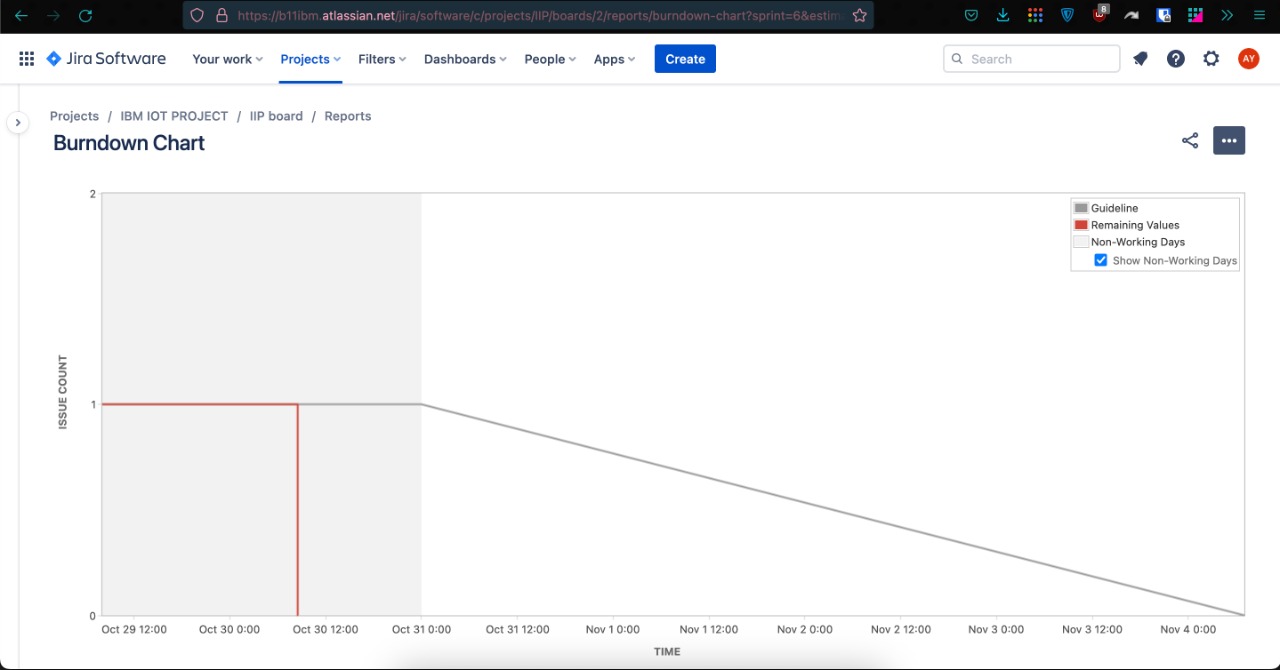 https://b11ibm.atlassian.net/jira/software/c/projects/IIP/boards/2/reports/burndown-chart?sprint=6&estim
8
Jira Software
Your work
Projects
Filters
Dashboards
People
Apps
Create
Search
AY
Projects / IBM IOT PROJECT / IIP board / Reports
Burndown Chart
2
Guideline
Remaining Values
Non-Working Days
Show Non-Working Days
ISSUE COUNT
1
0
Oct 29 12:00 Oct 30 0:00 Oct 30 12:00 Oct 31 0:00 Oct 31 12:00 Nov 1 0:00 Nov 1 12:00 Nov 2 0:00 Nov 2 12:00 Nov 3 0:00 Nov 3 12:00 Nov 4 0:00
TIME